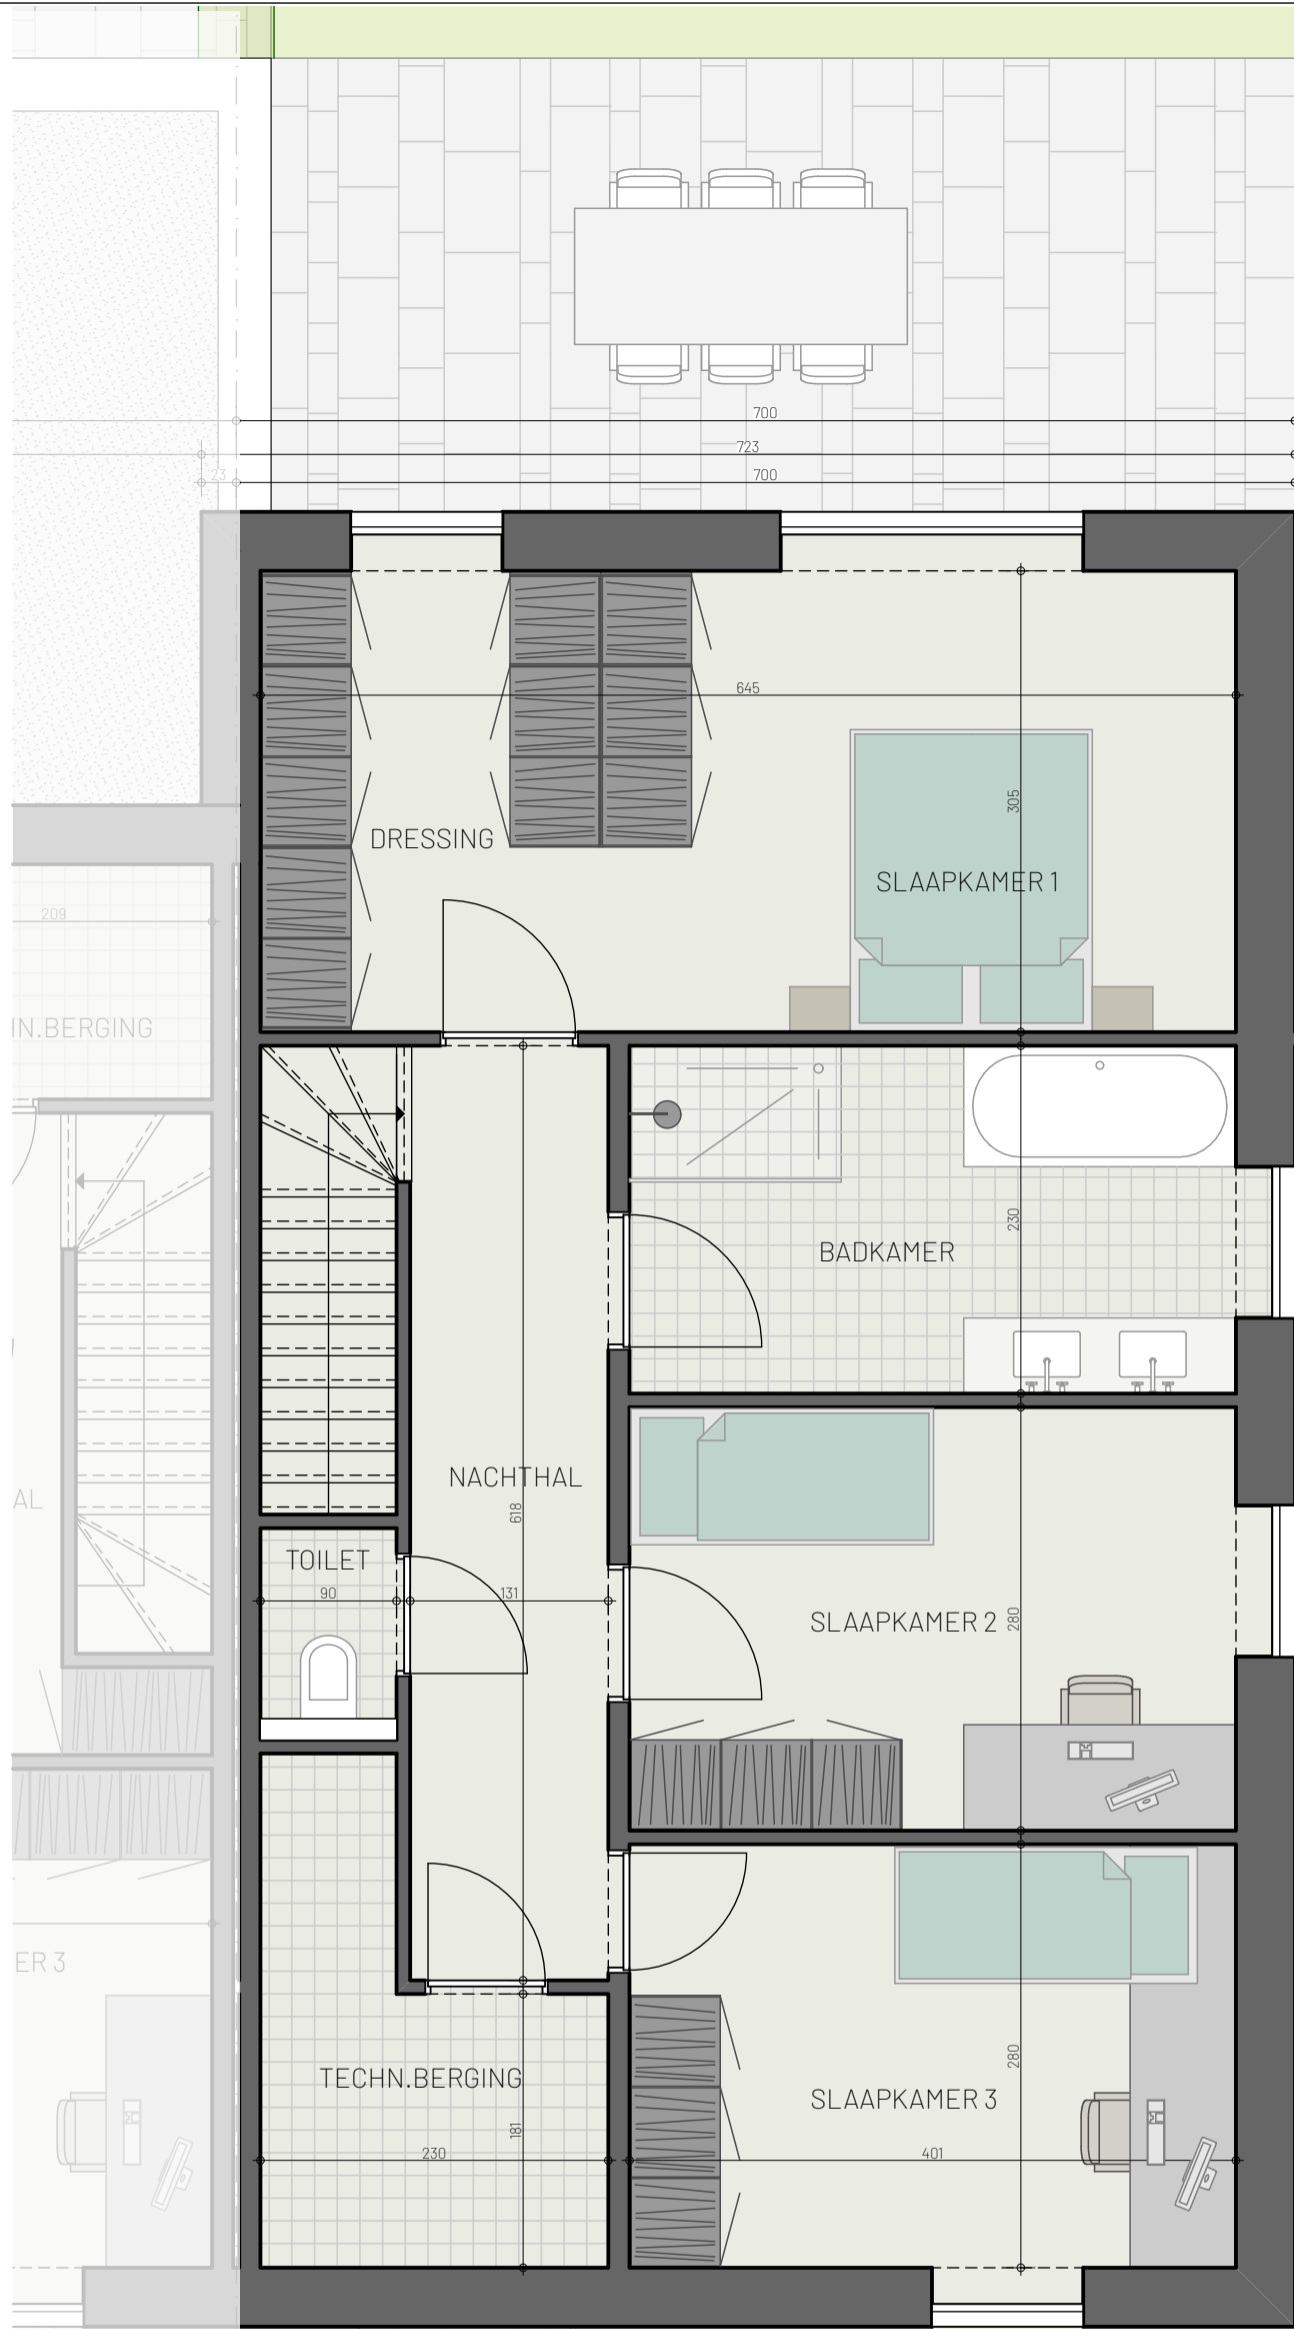 700
723
23
700
645
305
DRESSING
SLAAPKAMER 1
209
N.BERGING
230
BADKAMER
NACHTHAL
AL
618
TOILET
90
131
SLAAPKAMER 2
280
ER 3
280
TECHN.BERGING
SLAAPKAMER 3
181
230
401